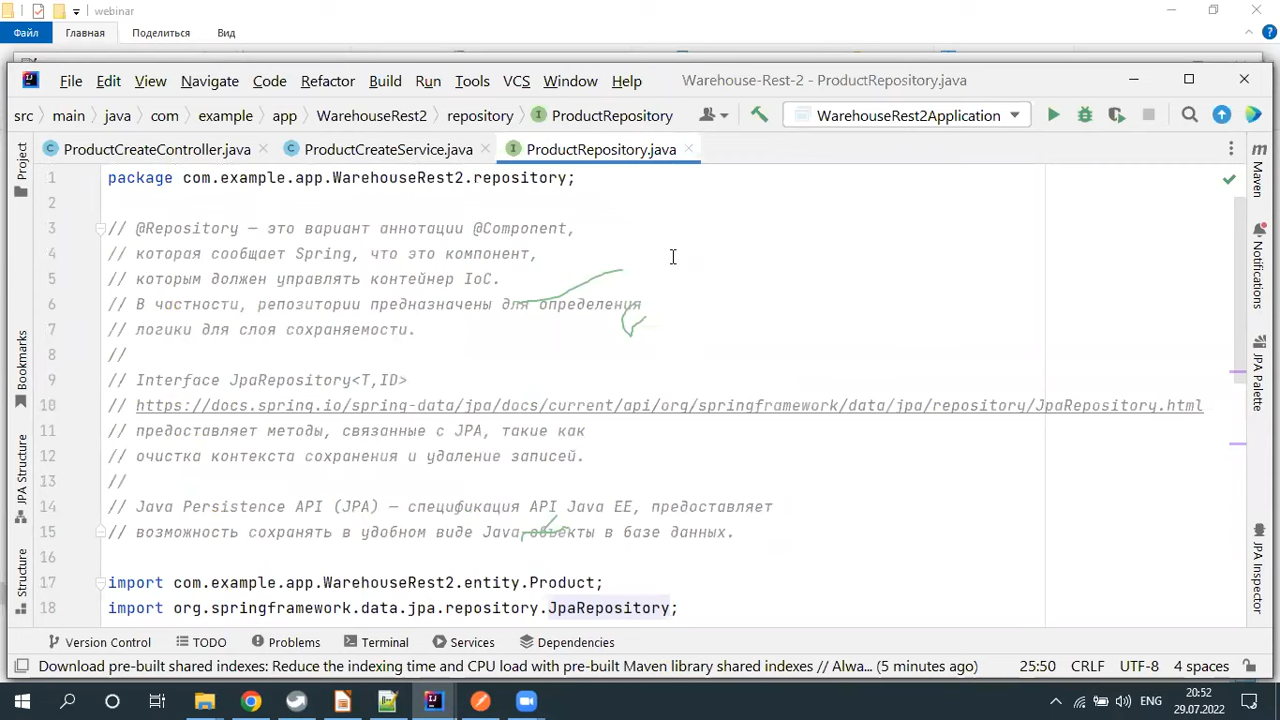 webinar
Файл Главная Поделиться Вид
File Edit View Navigate Code Refactor Build Run Tools VCS Window Help Warehouse-Rest-2 - ProductRepository.java
src main java com example app WarehouseRest2 repository ProductRepository WarehouseRest2Application
ProductCreateController.java ProductCreateService.java ProductRepository.java
Project
Bookmarks
JPA Structure
Structure
1 package com.example.app.WarehouseRest2.repository;
2
3 // @Repository — это вариант аннотации @Component,
4 // которая сообщает Spring, что это компонент,
5 // которым должен управлять контейнер IoC.
6 // В частности, репозитории предназначены для определения
7 // логики для слоя сохраняемости.
8 //
9 // Interface JpaRepository<T,ID>
10 // https://docs.spring.io/spring-data/jpa/docs/current/api/org/springframework/data/jpa/repository/JpaRepository.html
11 // предоставляет методы, связанные с JPA, такие как
12 // очистка контекста сохранения и удаление записей.
13 //
14 // Java Persistence API (JPA) — спецификация API Java EE, предоставляет
15 // возможность сохранять в удобном виде Java-объекты в базе данных.
16
17 import com.example.app.WarehouseRest2.entity.Product;
18 import org.springframework.data.jpa.repository.JpaRepository;
Maven
Notifications
JPA Palette
JPA Inspector
Version Control TODO Problems Terminal Services Dependencies
Download pre-built shared indexes: Reduce the indexing time and CPU load with pre-built Maven library shared indexes // Alwa... (5 minutes ago) 25:50 CRLF UTF-8 4 spaces
ENG 20:52
29.07.2022